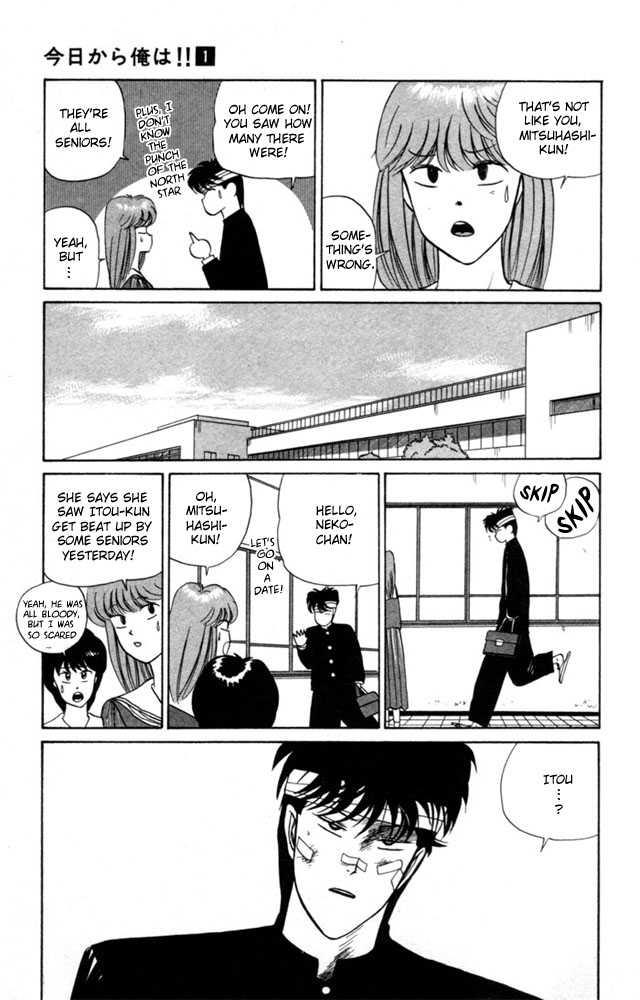 今日から俺は!! 1
THAT'S NOT
LIKE YOU,
MITSUHASHI-
KUN!
SOME-
THING'S
WRONG.
OH COME ON!
YOU SAW HOW
MANY THERE
WERE!
PLUS, I
DON'T
KNOW
THE
PUNCH
OF THE
NORTH
STAR
THEY'RE
ALL
SENIORS!
YEAH,
BUT
...
SKIP
SKIP
HELLO,
NEKO-
CHAN!
LET'S
GO
ON
A
DATE!
OH,
MITSU-
HASHI-
KUN!
SHE SAYS SHE
SAW ITOU-KUN
GET BEAT UP BY
SOME SENIORS
YESTERDAY!
YEAH, HE WAS
ALL BLOODY,
BUT I WAS
SO SCARED
...
ITOU
...
?